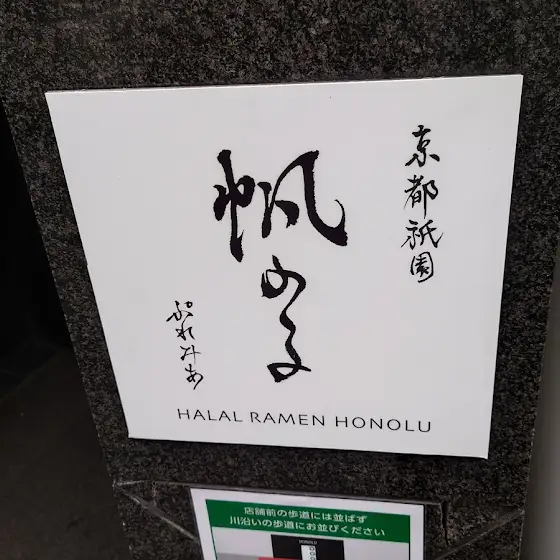 京都祇園
帆のる
ぷれみあ
HALAL RAMEN HONOLU
店舗前の歩道には並ばず
川沿いの歩道にお並びください
HONOLU